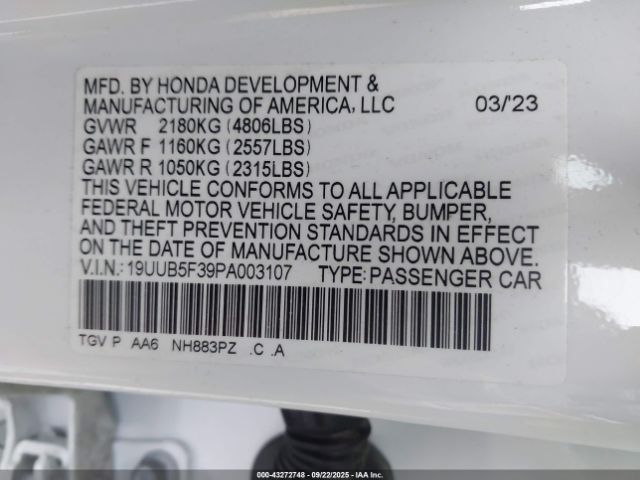 MFD. BY HONDA DEVELOPMENT &
MANUFACTURING OF AMERICA, LLC 03/'23
GVWR 2180KG (4806LBS)
GAWR F 1160KG (2557LBS)
GAWR R 1050KG (2315LBS)
THIS VEHICLE CONFORMS TO ALL APPLICABLE
FEDERAL MOTOR VEHICLE SAFETY, BUMPER,
AND THEFT PREVENTION STANDARDS IN EFFECT
ON THE DATE OF MANUFACTURE SHOWN ABOVE.
V.I.N.: 19UUB5F39PA003107 TYPE: PASSENGER CAR
TGV P AA6 NH883PZ .C .A
000-43272748 - 09/22/2025 - IAA Inc.